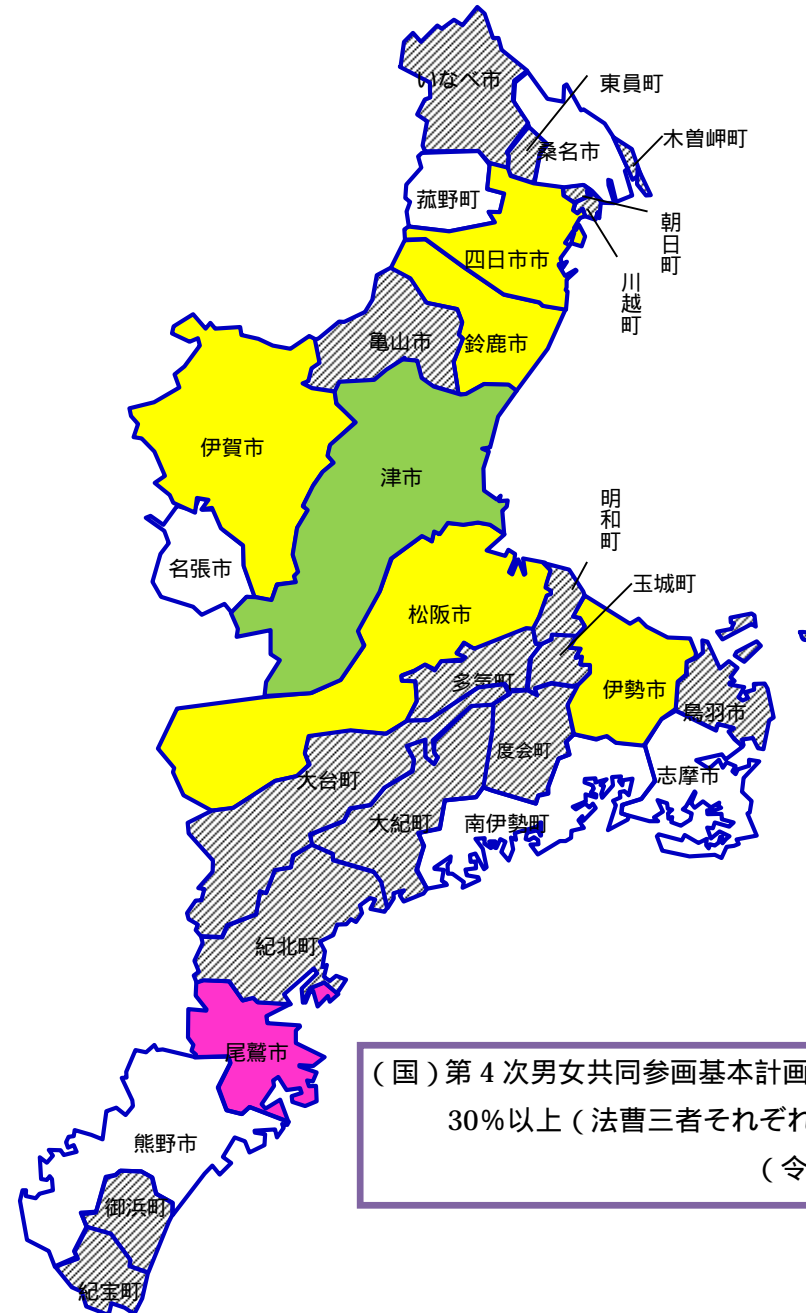 いなべ市
東員町
桑名市
木曽岬町
菰野町
朝日町
四日市市
川越町
亀山市
鈴鹿市
伊賀市
津市
明和町
名張市
玉城町
松阪市
多気町
伊勢市
鳥羽市
度会町
志摩市
大台町
大紀町
南伊勢町
紀北町
尾鷲市
(国)第4次男女共同参画基本計画
30%以上(法曹三者それぞれ
(令
熊野市
御浜町
紀宝町